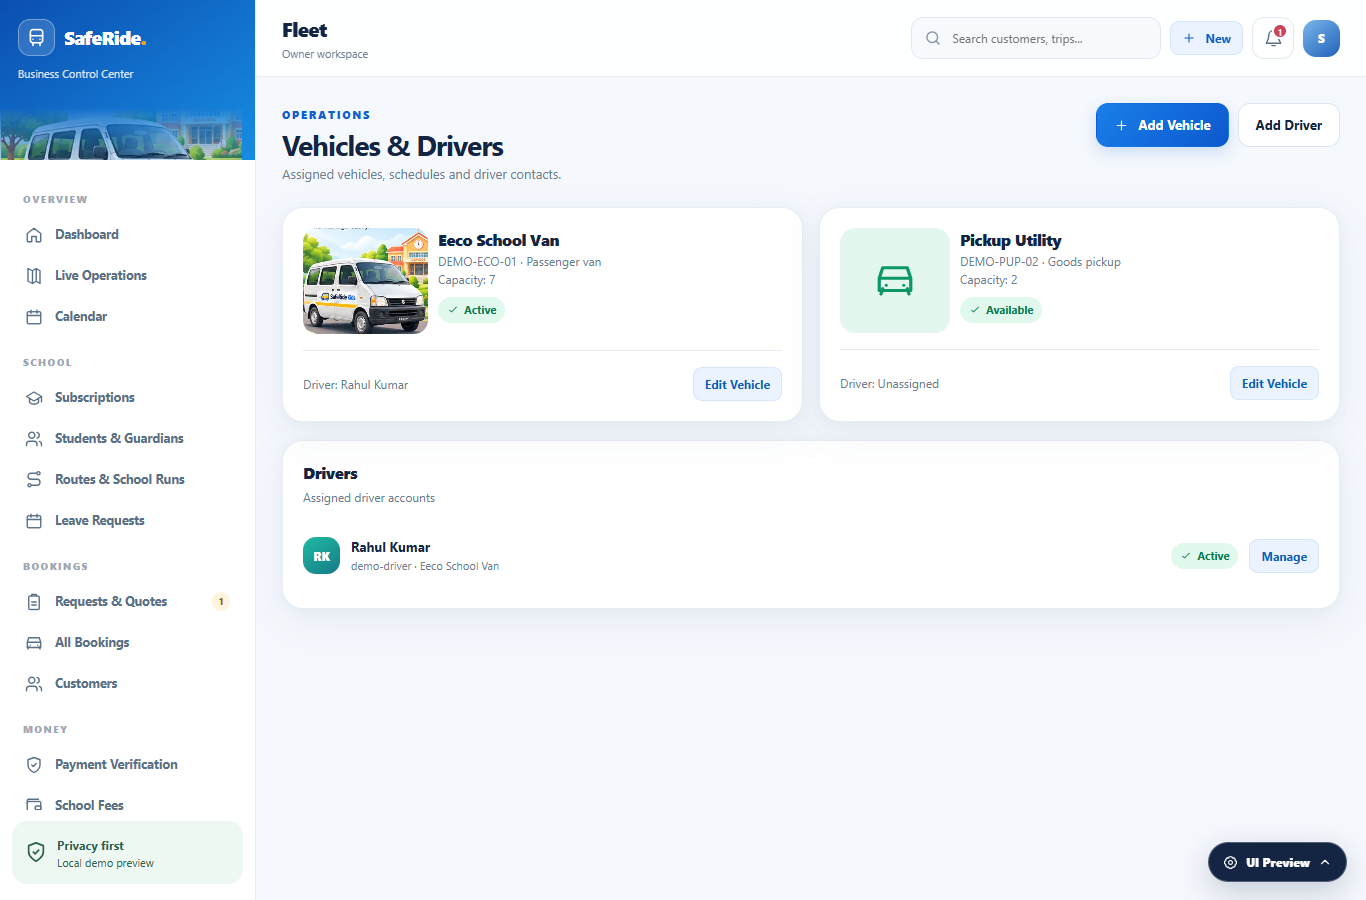 SafeRide.
Business Control Center
OVERVIEW
Dashboard
Live Operations
Calendar
SCHOOL
Subscriptions
Students & Guardians
Routes & School Runs
Leave Requests
BOOKINGS
Requests & Quotes 1
All Bookings
Customers
MONEY
Payment Verification
School Fees
Privacy first
Local demo preview
Fleet
Owner workspace
Search customers, trips...
New
1
S
OPERATIONS
Vehicles & Drivers
Assigned vehicles, schedules and driver contacts.
Add Vehicle
Add Driver
SafeRide Kids
Eeco School Van
DEMO-ECO-01 · Passenger van
Capacity: 7
Active
Driver: Rahul Kumar
Edit Vehicle
Pickup Utility
DEMO-PUP-02 · Goods pickup
Capacity: 2
Available
Driver: Unassigned
Edit Vehicle
Drivers
Assigned driver accounts
RK
Rahul Kumar
demo-driver · Eeco School Van
Active
Manage
UI Preview